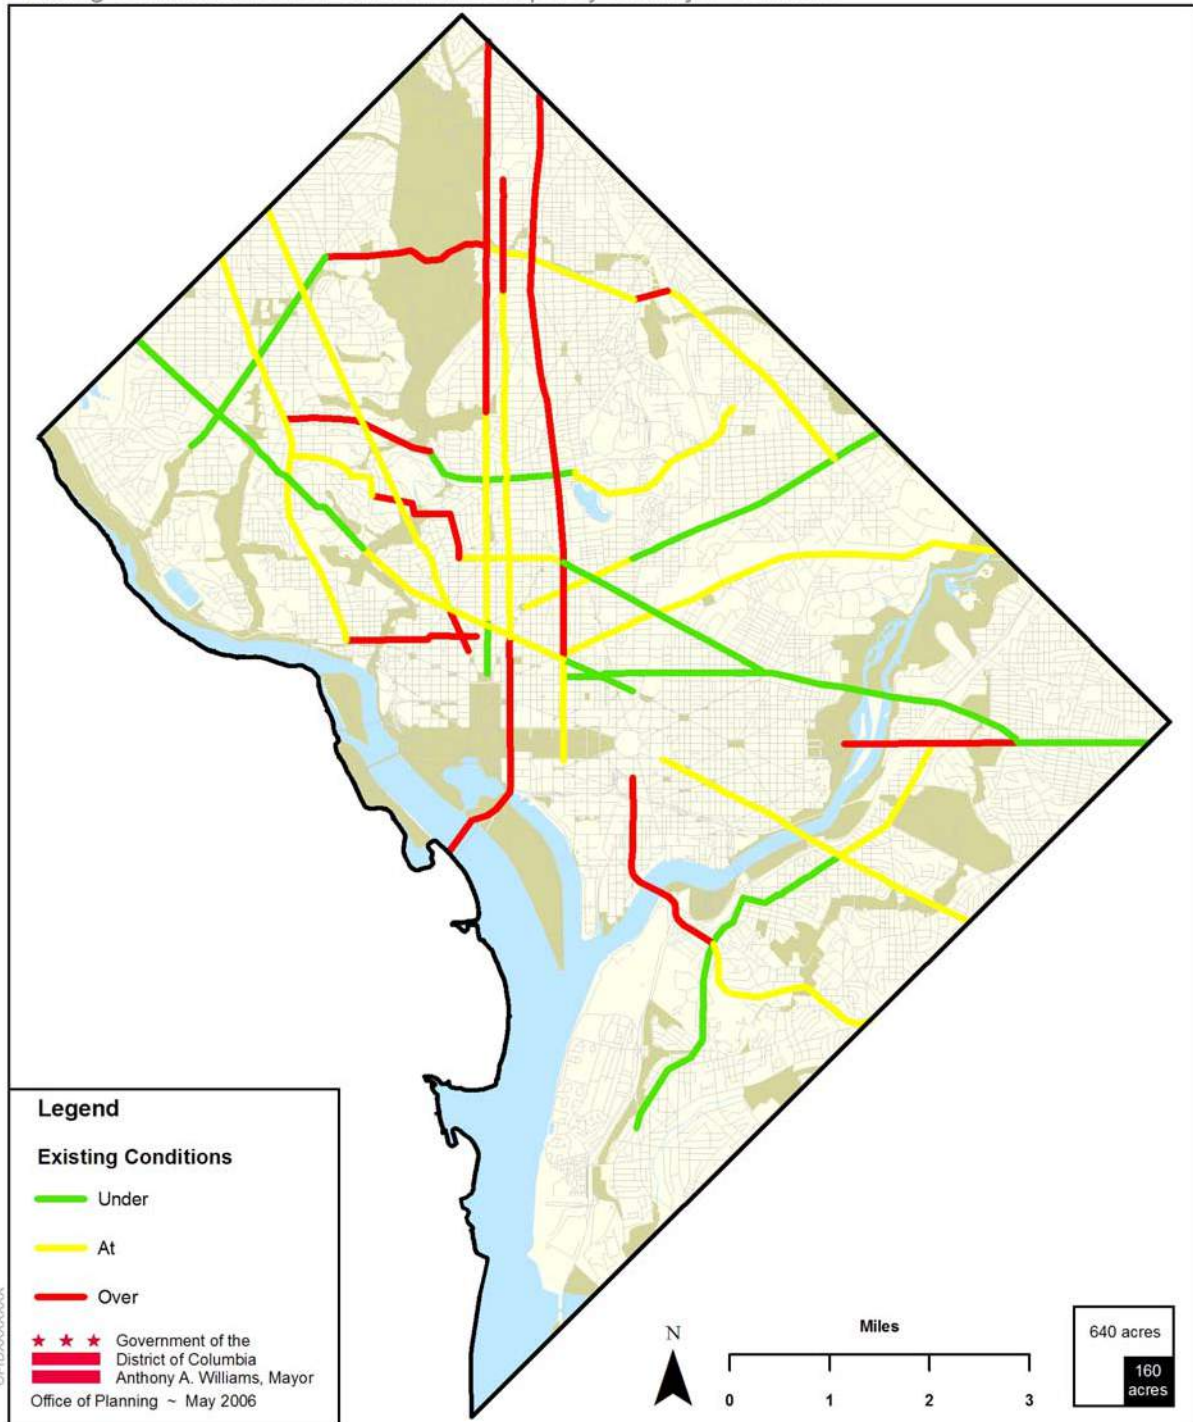 Legend
Existing Conditions
Under
At
Over
Government of the
District of Columbia
Anthony A. Williams, Mayor
Office of Planning ~ May 2006
N
Miles
0 1 2 3
640 acres
160
acres